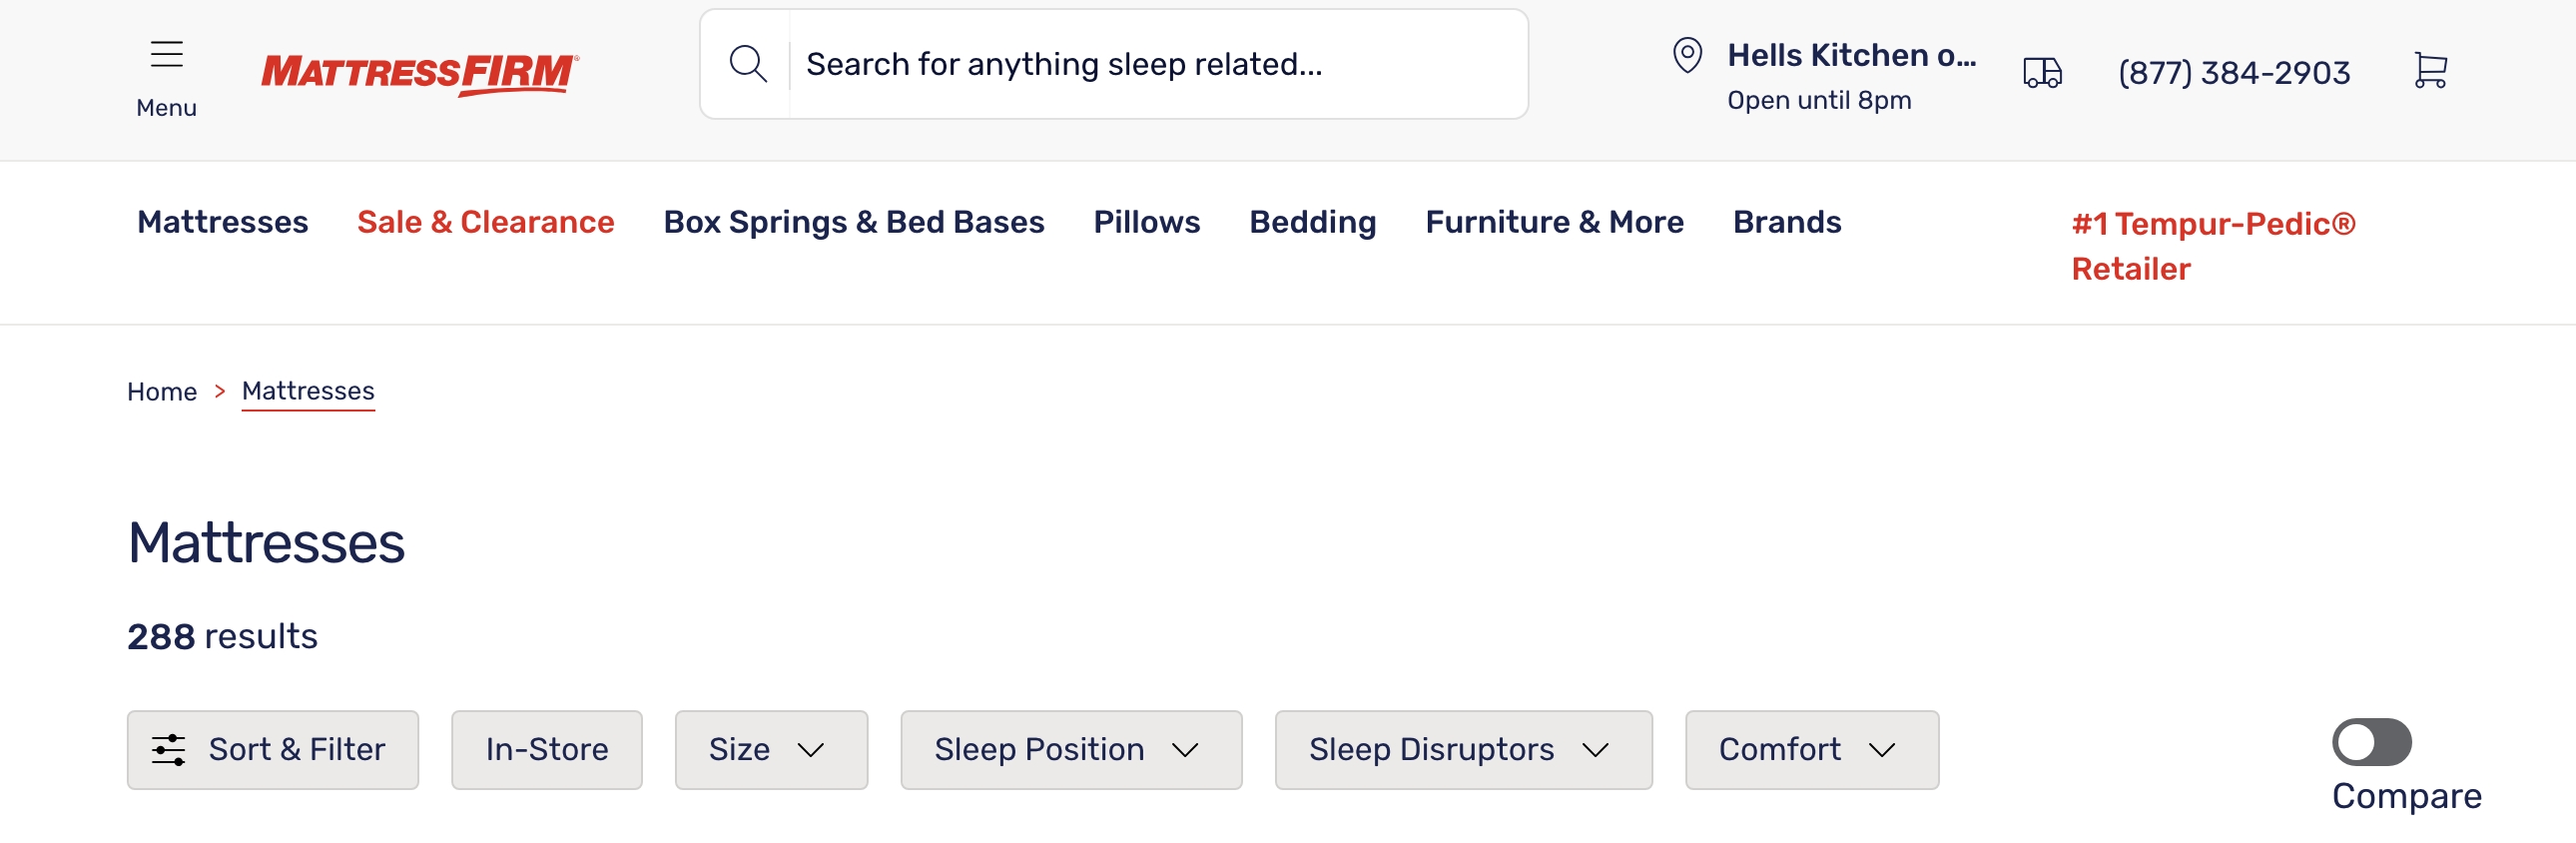 Menu
MATTRESSFIRM®
Search for anything sleep related...
Hells Kitchen o...
Open until 8pm
(877) 384-2903
Mattresses
Sale & Clearance
Box Springs & Bed Bases
Pillows
Bedding
Furniture & More
Brands
#1 Tempur-Pedic®
Retailer
Home > Mattresses
Mattresses
288 results
Sort & Filter
In-Store
Size
Sleep Position
Sleep Disruptors
Comfort
Compare